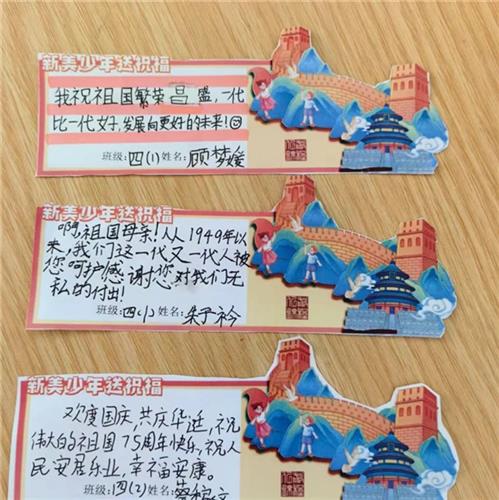 新美少年送祝福
我祝祖国繁荣昌盛,一代
比一代好,发展向更好的未来!
班级:四(1)姓名:顾梦媛
新美少年送祝福
啊,祖国母亲!从1949年以
来,我们这一代又一代人被
您呵护感谢您对我们无
私的付出!
班级:四(1)姓名:朱子衿
新美少年送祝福
欢度国庆,共庆华诞,祝
伟大的祖国75周年快乐,祝人
民安居乐业,幸福安康。
班级:四(2)姓名: